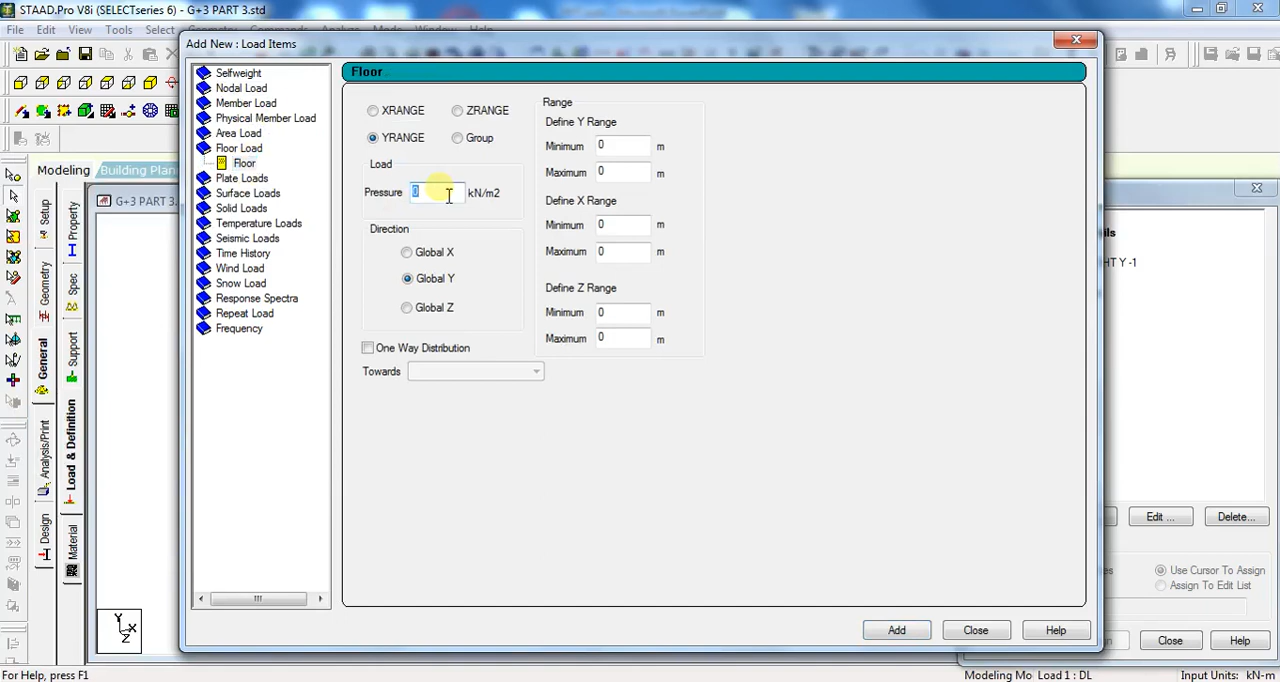 STAAD.Pro V8i (SELECTseries 6) - G+3 PART 3.std
File Edit View Tools Select
Add New : Load Items
Selfweight
Nodal Load
Member Load
Physical Member Load
Area Load
Floor Load
Floor
Plate Loads
Surface Loads
Solid Loads
Temperature Loads
Seismic Loads
Time History
Wind Load
Snow Load
Response Spectra
Repeat Load
Frequency
Floor
XRANGE ZRANGE
YRANGE Group
Load
Pressure 0 kN/m2
Direction
Global X
Global Y
Global Z
One Way Distribution
Towards
Range
Define Y Range
Minimum 0 m
Maximum 0 m
Define X Range
Minimum 0 m
Maximum 0 m
Define Z Range
Minimum 0 m
Maximum 0 m
Add Close Help
Modeling Building Plan
G+3 PART 3.
Setup
Geometry
General
Analysis/Print
Design
Property
Spec
Support
Load & Definition
Material
HT Y -1
Edit ... Delete...
Use Cursor To Assign
Assign To Edit List
Close Help
Y
X
Z
For Help, press F1
Modeling Mo Load 1 : DL Input Units: kN-m